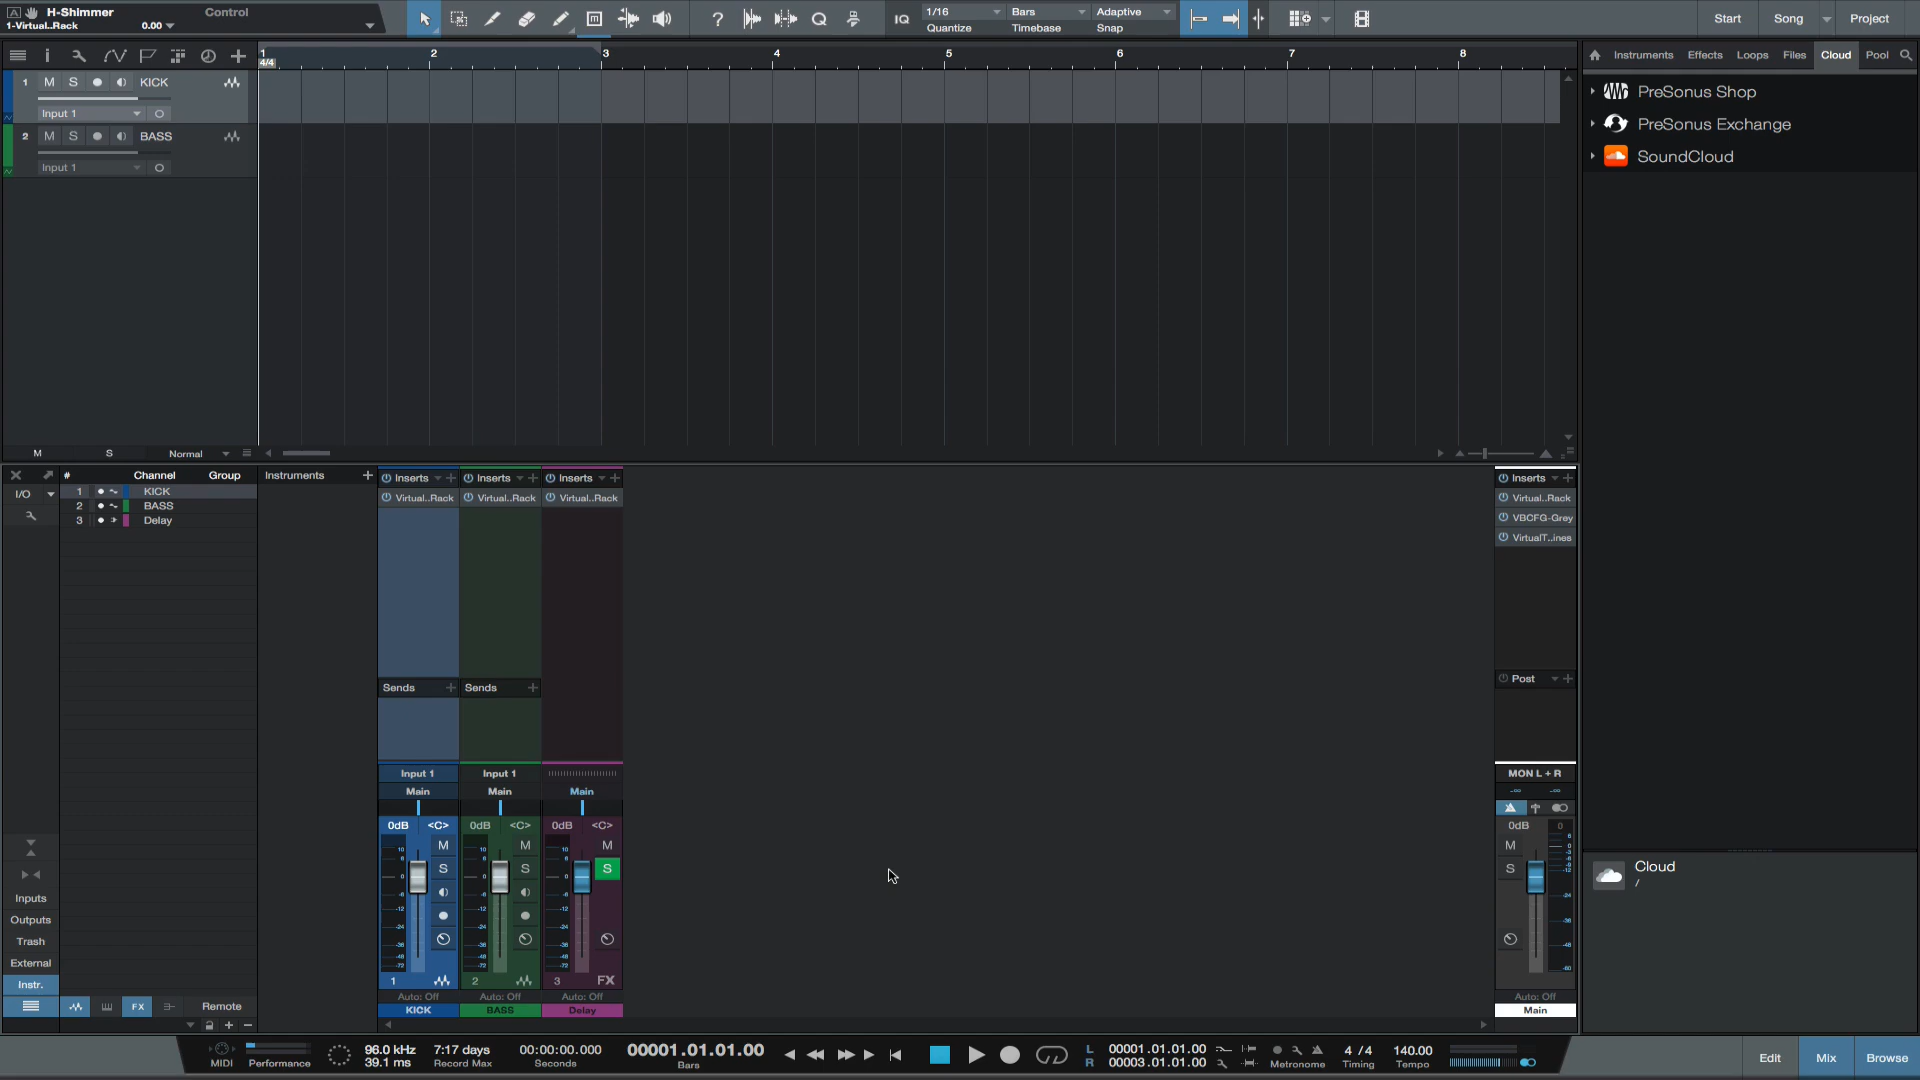 H-Shimmer
Control
1-Virtual..Rack
0.00
IQ
1/16
Quantize
Bars
Timebase
Adaptive
Snap
Start
Song
Project
1
2
3
4
5
6
7
8
4/4
1
M
S
KICK
Input 1
2
M
S
BASS
Input 1
Instruments
Effects
Loops
Files
Cloud
Pool
PreSonus Shop
PreSonus Exchange
SoundCloud
M
S
Normal
#
Channel
Group
I/O
1
KICK
2
BASS
3
Delay
Instruments
Inserts
Inserts
Inserts
Virtual..Rack
Virtual..Rack
Virtual..Rack
Sends
Sends
Input 1
Input 1
Main
Main
Main
0dB
<C>
0dB
<C>
0dB
<C>
M
M
M
S
S
S
1
2
3
FX
Auto: Off
Auto: Off
Auto: Off
KICK
BASS
Delay
Inserts
Virtual..Rack
VBCFG-Grey
VirtualT..ines
Post
MON L + R
0dB
0
M
S
Auto: Off
Main
Inputs
Outputs
Trash
External
Instr.
FX
Remote
Cloud
/
MIDI
Performance
96.0 kHz
39.1 ms
7:17 days
Record Max
00:00:00.000
Seconds
00001.01.01.00
Bars
L
R
00001.01.01.00
00003.01.01.00
Metronome
4 / 4
Timing
140.00
Tempo
Edit
Mix
Browse